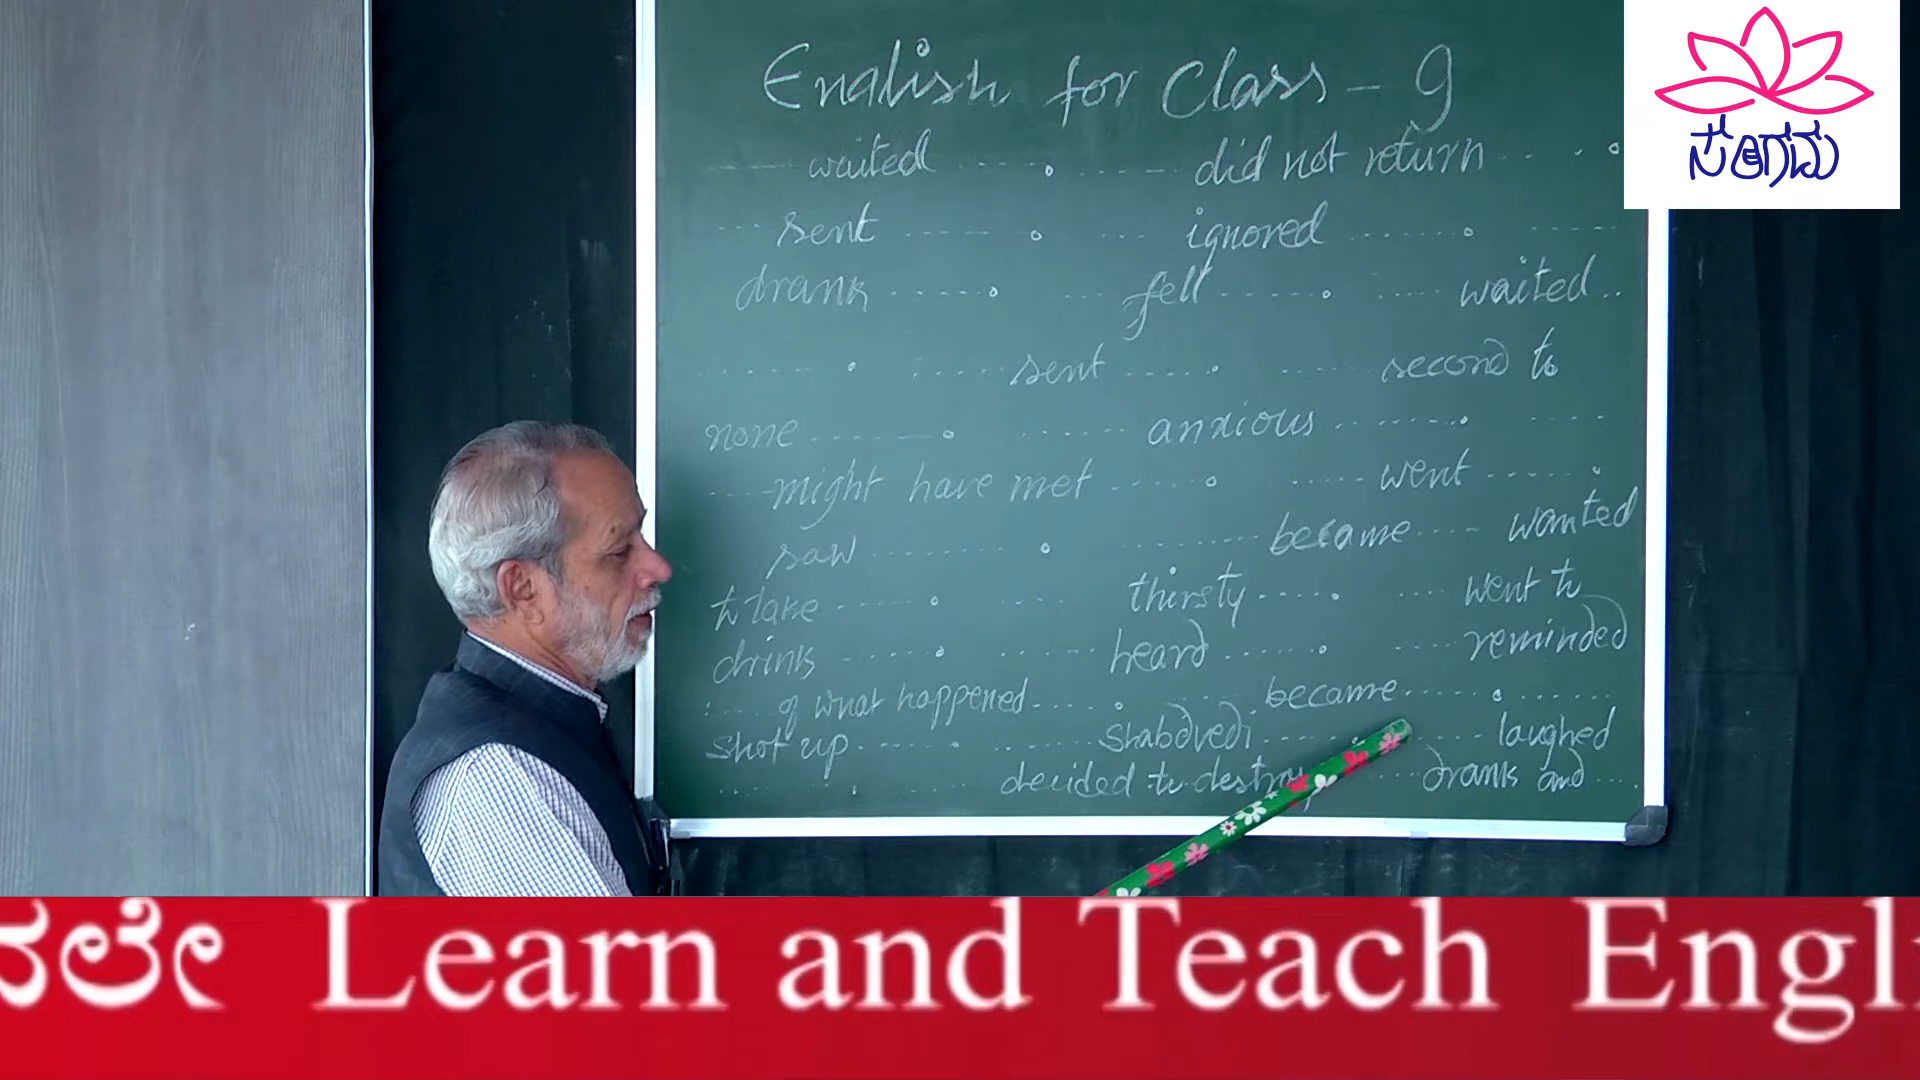 English for Class - 9
waited ..... . ..... did not return .. . .
... sent ..... . .... ignored ...... . .....
drank ..... . .... fell ..... . .... waited ..
...... . ..... sent ..... . ..... second to
none ..... . ..... anxious ...... . ....
....might have met ..... . ..... went ..... .
saw ....... . ....... became .... wanted
to take ..... . .... thirsty .... . .... went to
drinks ..... . ...... heard ..... . .... reminded
: .... of what happened .... . .... became ..... . .....
shot up .... . ..... shabdvedi ..... . .... laughed
.... . .... decided to destroy .... drank and ...
Learn and Teach Engl